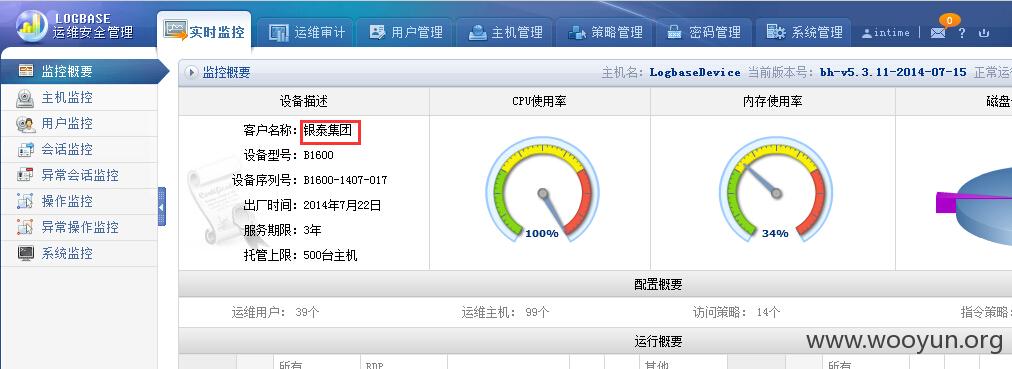 LOGBASE
运维安全管理
实时监控 运维审计 用户管理 主机管理 策略管理 密码管理 系统管理 intime 0
监控概要
主机监控
用户监控
会话监控
异常会话监控
操作监控
异常操作监控
系统监控
监控概要 主机名： LogbaseDevice 当前版本号： bh-v5.3.11-2014-07-15 正常运
设备描述 CPU使用率 内存使用率 磁盘
客户名称： 银泰集团
设备型号： B1600
设备序列号： B1600-1407-017
出厂时间： 2014年7月22日
服务期限： 3年
托管上限： 500台主机
100%
34%
配置概要
运维用户： 39个 运维主机： 99个 访问策略： 14个 指令策略：
运行概要
所有 RDP 其他 所有
www.wooyun.org